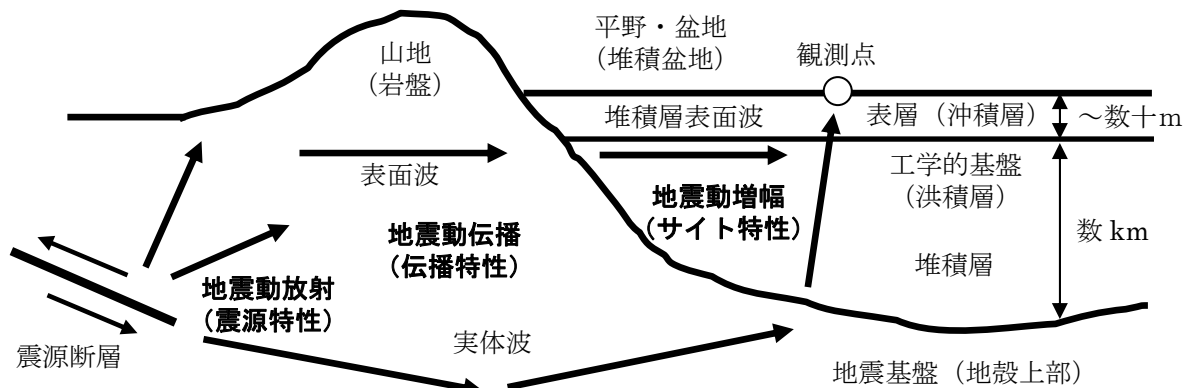 平野・盆地
(堆積盆地)
山地
(岩盤)
観測点
堆積層表面波
表層（沖積層）
～数十m
表面波
工学的基盤
(洪積層)
地震動増幅
(サイト特性)
地震動伝播
(伝播特性)
数 km
堆積層
地震動放射
(震源特性)
震源断層
実体波
地震基盤（地殻上部）